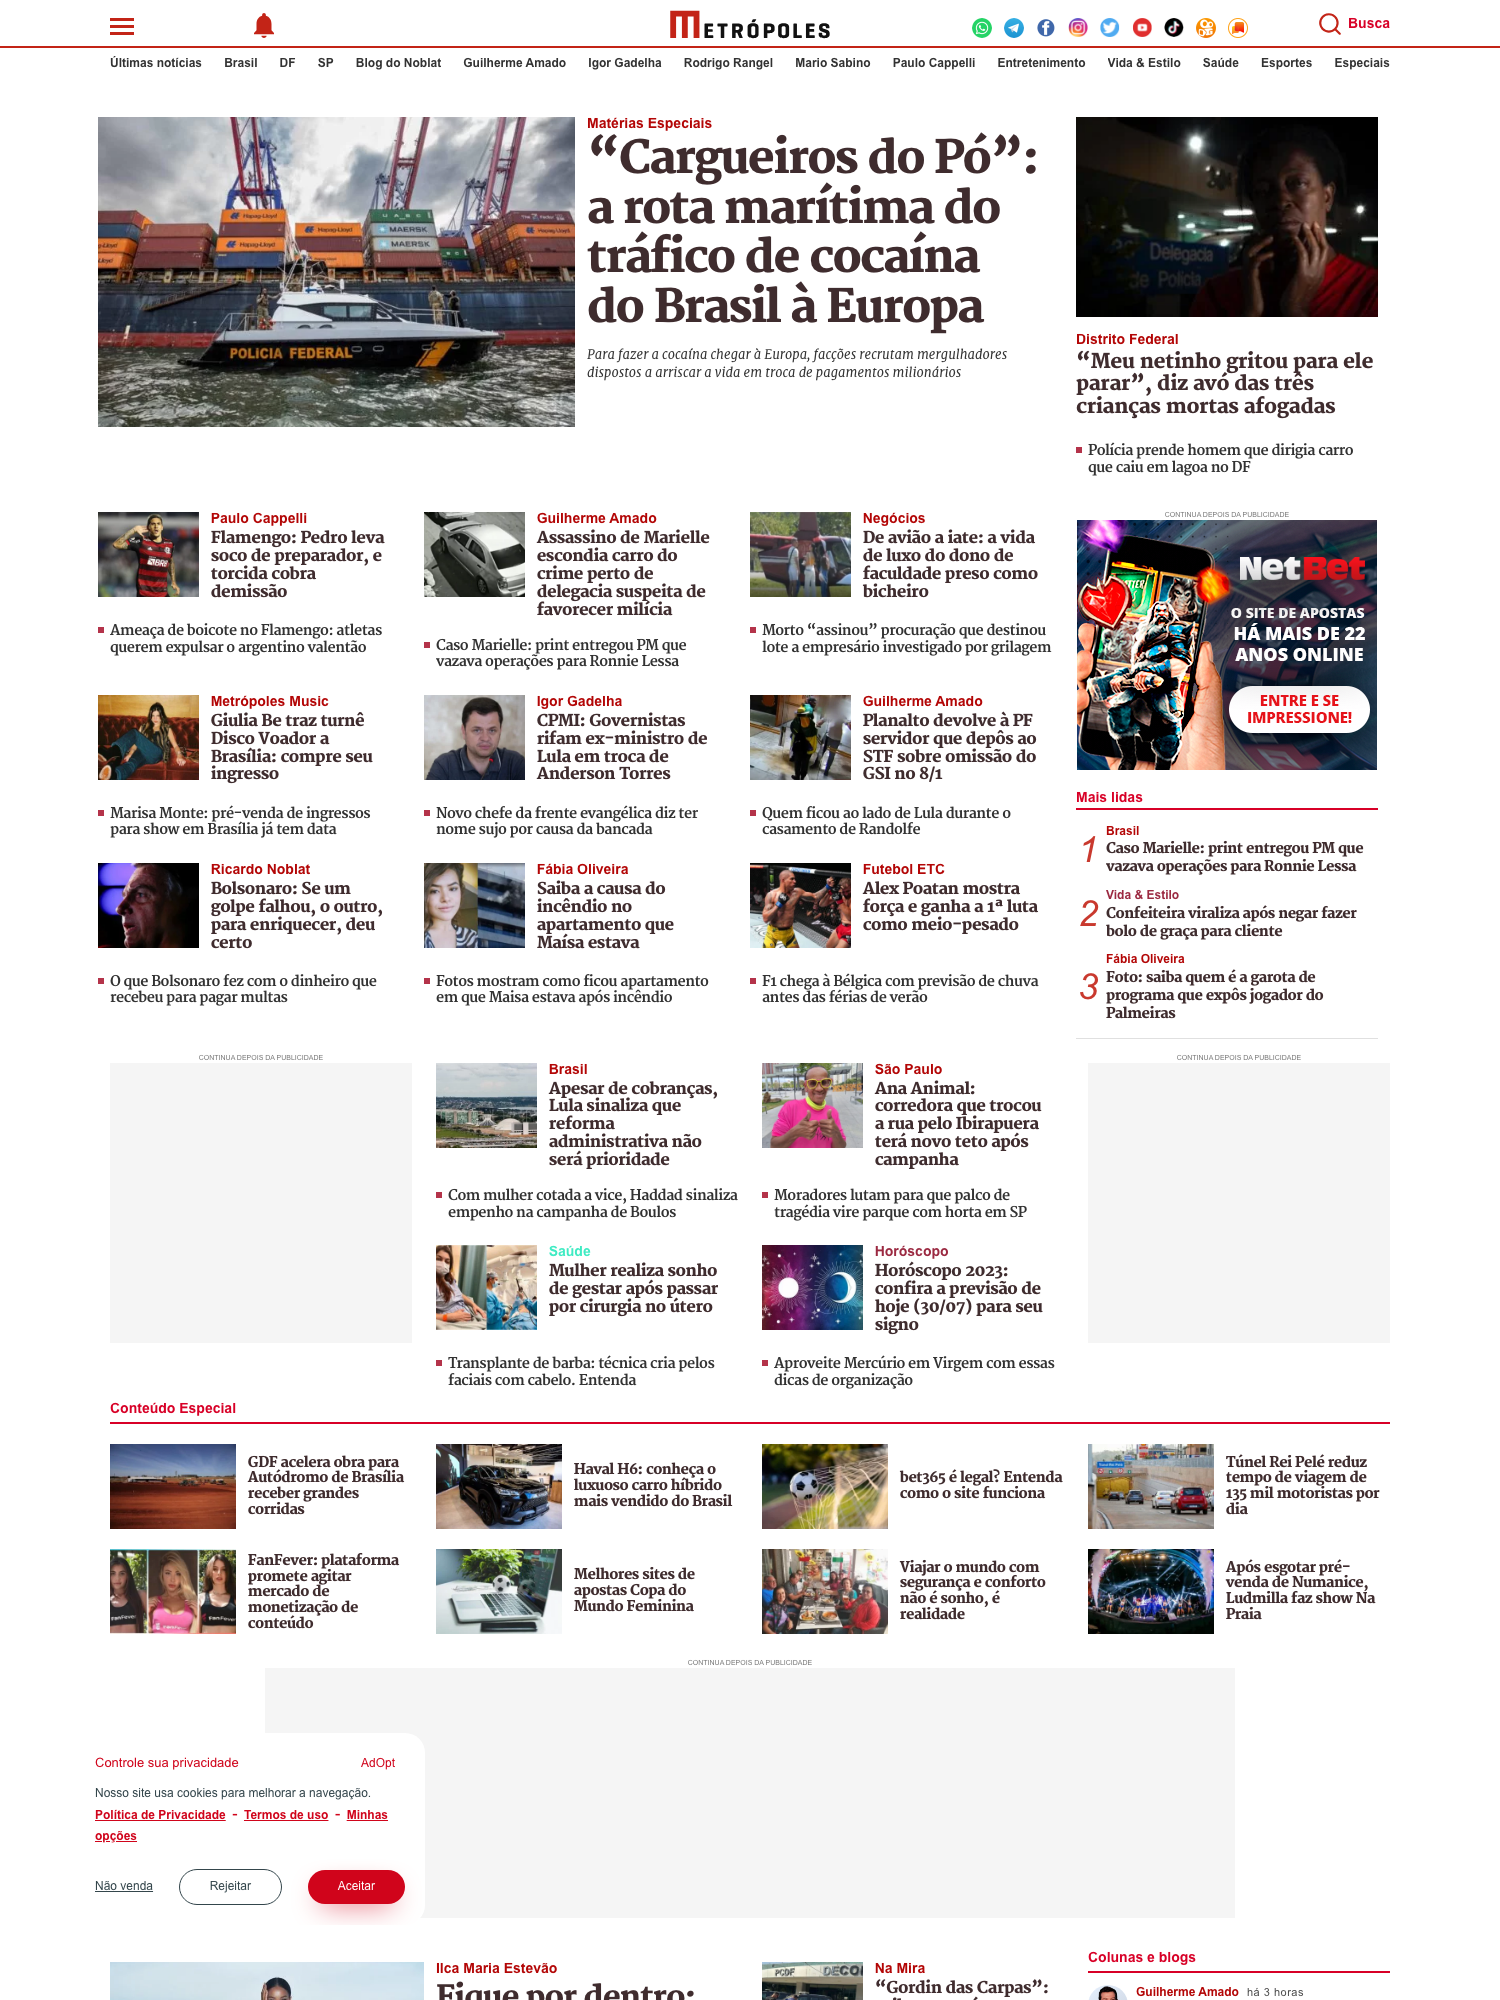 METRÓPOLES
Busca
Últimas notícias Brasil DF SP Blog do Noblat Guilherme Amado Igor Gadelha Rodrigo Rangel Mario Sabino Paulo Cappelli Entretenimento Vida & Estilo Saúde Esportes Especiais
Matérias Especiais
“Cargueiros do Pó”:
a rota marítima do
tráfico de cocaína
do Brasil à Europa
Para fazer a cocaína chegar à Europa, facções recrutam mergulhadores
dispostos a arriscar a vida em troca de pagamentos milionários
POLICIA FEDERAL
MAERSK
MAERSK
Hapag-Lloyd
Delegacia
de Polícia
Distrito Federal
“Meu netinho gritou para ele
parar”, diz avó das três
crianças mortas afogadas
Polícia prende homem que dirigia carro
que caiu em lagoa no DF
Paulo Cappelli
Flamengo: Pedro leva
soco de preparador, e
torcida cobra
demissão
Ameaça de boicote no Flamengo: atletas
querem expulsar o argentino valentão
Guilherme Amado
Assassino de Marielle
escondia carro do
crime perto de
delegacia suspeita de
favorecer milícia
Caso Marielle: print entregou PM que
vazava operações para Ronnie Lessa
Negócios
De avião a iate: a vida
de luxo do dono de
faculdade preso como
bicheiro
Morto “assinou” procuração que destinou
lote a empresário investigado por grilagem
CONTINUA DEPOIS DA PUBLICIDADE
NetBet
O SITE DE APOSTAS
HÁ MAIS DE 22
ANOS ONLINE
ENTRE E SE
IMPRESSIONE!
Metrópoles Music
Giulia Be traz turnê
Disco Voador a
Brasília: compre seu
ingresso
Marisa Monte: pré-venda de ingressos
para show em Brasília já tem data
Igor Gadelha
CPMI: Governistas
rifam ex-ministro de
Lula em troca de
Anderson Torres
Novo chefe da frente evangélica diz ter
nome sujo por causa da bancada
Guilherme Amado
Planalto devolve à PF
servidor que depôs ao
STF sobre omissão do
GSI no 8/1
Quem ficou ao lado de Lula durante o
casamento de Randolfe
Mais lidas
1
Brasil
Caso Marielle: print entregou PM que
vazava operações para Ronnie Lessa
2
Vida & Estilo
Confeiteira viraliza após negar fazer
bolo de graça para cliente
3
Fábia Oliveira
Foto: saiba quem é a garota de
programa que expôs jogador do
Palmeiras
Ricardo Noblat
Bolsonaro: Se um
golpe falhou, o outro,
para enriquecer, deu
certo
O que Bolsonaro fez com o dinheiro que
recebeu para pagar multas
Fábia Oliveira
Saiba a causa do
incêndio no
apartamento que
Maísa estava
Fotos mostram como ficou apartamento
em que Maisa estava após incêndio
Futebol ETC
Alex Poatan mostra
força e ganha a 1ª luta
como meio-pesado
F1 chega à Bélgica com previsão de chuva
antes das férias de verão
CONTINUA DEPOIS DA PUBLICIDADE
Brasil
Apesar de cobranças,
Lula sinaliza que
reforma
administrativa não
será prioridade
Com mulher cotada a vice, Haddad sinaliza
empenho na campanha de Boulos
São Paulo
Ana Animal:
corredora que trocou
a rua pelo Ibirapuera
terá novo teto após
campanha
Moradores lutam para que palco de
tragédia vire parque com horta em SP
CONTINUA DEPOIS DA PUBLICIDADE
Saúde
Mulher realiza sonho
de gestar após passar
por cirurgia no útero
Transplante de barba: técnica cria pelos
faciais com cabelo. Entenda
Horóscopo
Horóscopo 2023:
confira a previsão de
hoje (30/07) para seu
signo
Aproveite Mercúrio em Virgem com essas
dicas de organização
Conteúdo Especial
GDF acelera obra para
Autódromo de Brasília
receber grandes
corridas
Haval H6: conheça o
luxuoso carro híbrido
mais vendido do Brasil
bet365 é legal? Entenda
como o site funciona
Túnel Rei Pelé reduz
tempo de viagem de
135 mil motoristas por
dia
FanFever: plataforma
promete agitar
mercado de
monetização de
conteúdo
Melhores sites de
apostas Copa do
Mundo Feminina
Viajar o mundo com
segurança e conforto
não é sonho, é
realidade
Após esgotar pré-
venda de Numanice,
Ludmilla faz show Na
Praia
CONTINUA DEPOIS DA PUBLICIDADE
Controle sua privacidade AdOpt
Nosso site usa cookies para melhorar a navegação.
Política de Privacidade - Termos de uso - Minhas
opções
Não venda Rejeitar Aceitar
Ilca Maria Estevão
Fique por dentro:
PCDF
DECO
Na Mira
“Gordin das Carpas”:
Colunas e blogs
Guilherme Amado há 3 horas